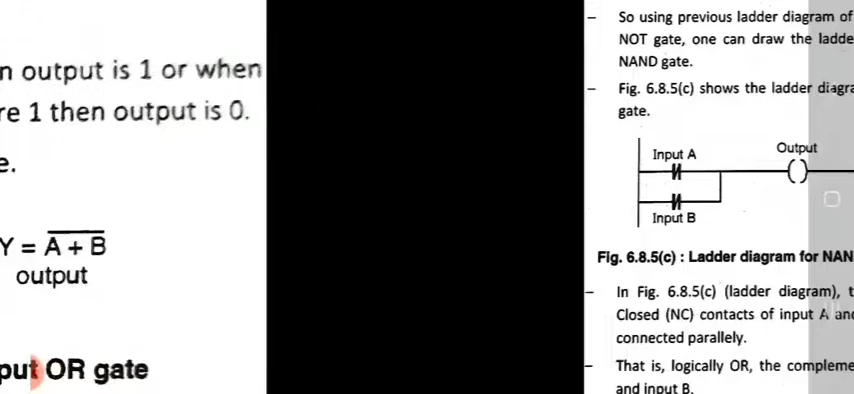 n output is 1 or when
re 1 then output is 0.
e.
Y = A + B
output
put OR gate
– So using previous ladder diagram of
NOT gate, one can draw the ladde
NAND gate.
– Fig. 6.8.5(c) shows the ladder diagra
gate.
Input A
Output
Input B
Fig. 6.8.5(c) : Ladder diagram for NAN
– In Fig. 6.8.5(c) (ladder diagram), t
Closed (NC) contacts of input A and
connected parallely.
– That is, logically OR, the compleme
and input B.